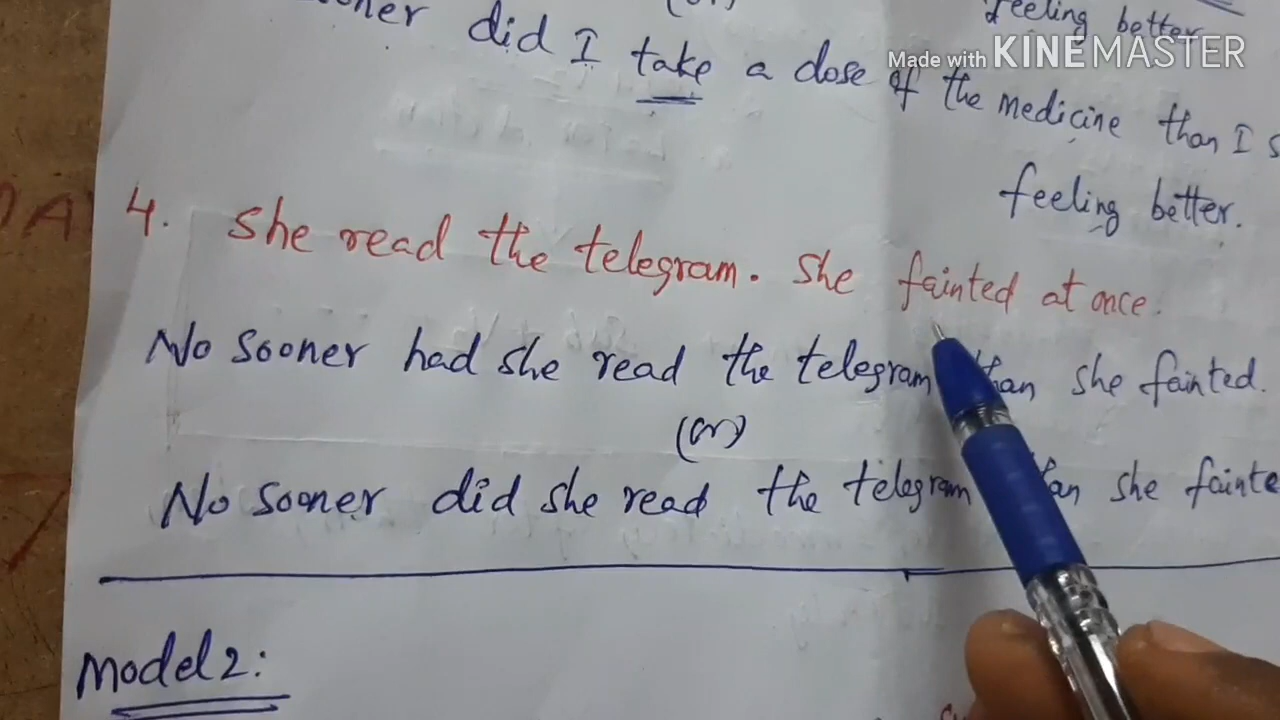 feeling better
did I take a dose of the medicine than I
feeling better.
4. She read the telegram. She fainted at once.
No sooner had she read the telegram than she fainted.
(or)
No sooner did she read the telegram she
Model 2:
Made with KINEMASTER